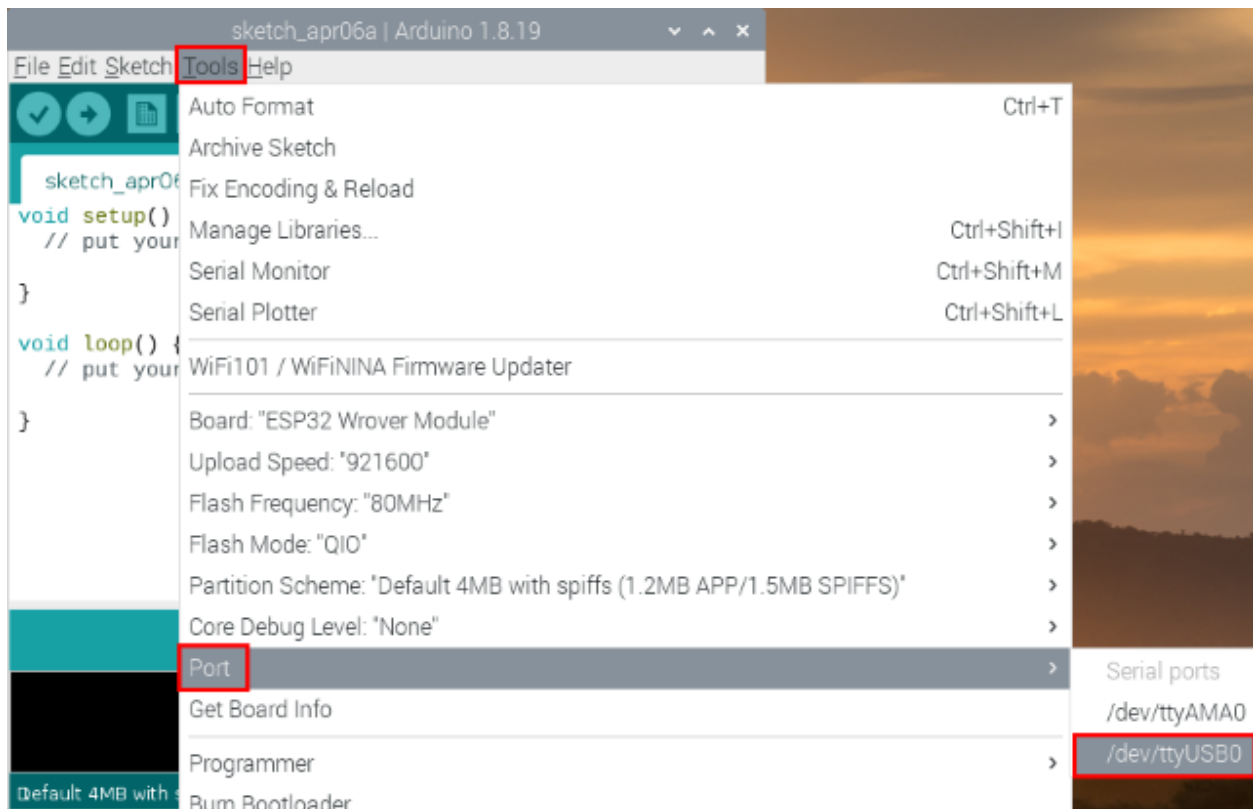 sketch_apr06a | Arduino 1.8.19
File Edit Sketch Tools Help
Auto Format Ctrl+T
Archive Sketch
sketch_apr06
Fix Encoding & Reload
void setup()
// put your
Manage Libraries... Ctrl+Shift+I
Serial Monitor Ctrl+Shift+M
}
Serial Plotter Ctrl+Shift+L
void loop() {
// put your
WiFi101 / WiFiNINA Firmware Updater
}
Board: "ESP32 Wrover Module"
Upload Speed: "921600"
Flash Frequency: "80MHz"
Flash Mode: "QIO"
Partition Scheme: "Default 4MB with spiffs (1.2MB APP/1.5MB SPIFFS)"
Core Debug Level: "None"
Port
Serial ports
Get Board Info
/dev/ttyAMA0
/dev/ttyUSB0
Programmer
Default 4MB with s
Burn Bootloader